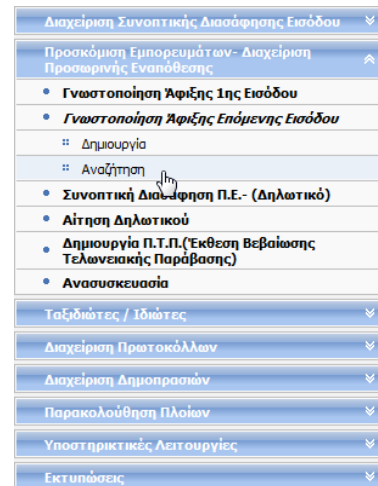 Διαχείριση Συνοπτικής Διασάφησης Εισόδου
Προσκόμιση Εμπορευμάτων- Διαχείριση
Προσωρινής Εναπόθεσης
Γνωστοποίηση Άφιξης 1ης Εισόδου
Γνωστοποίηση Άφιξης Επόμενης Εισόδου
Δημιουργία
Αναζήτηση
Συνοπτική Διασάφηση Π.Ε.- (Δηλωτικό)
Αίτηση Δηλωτικού
Δημιουργία Π.Τ.Π.(Έκθεση Βεβαίωσης
Τελωνειακής Παράβασης)
Ανασυσκευασία
Ταξιδιώτες / Ιδιώτες
Διαχείριση Πρωτοκόλλων
Διαχείριση Δημοπρασιών
Παρακολούθηση Πλοίων
Υποστηρικτικές Λειτουργίες
Εκτυπώσεις